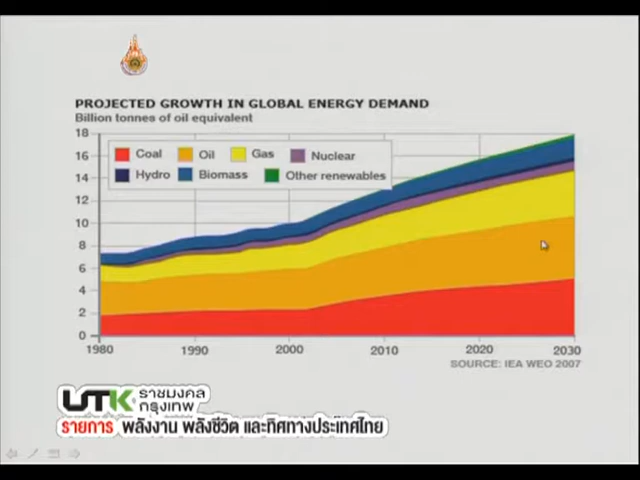 PROJECTED GROWTH IN GLOBAL ENERGY DEMAND
Billion tonnes of oil equivalent
18
16
14
12
10
8
6
4
2
0
Coal Oil Gas Nuclear
Hydro Biomass Other renewables
1980 1990 2000 2010 2020 2030
SOURCE: IEA WEO 2007
UTK ราชมงคล
กรุงเทพ
รายการ พลังงาน พลังชีวิต และทิศทางประเทศไทย